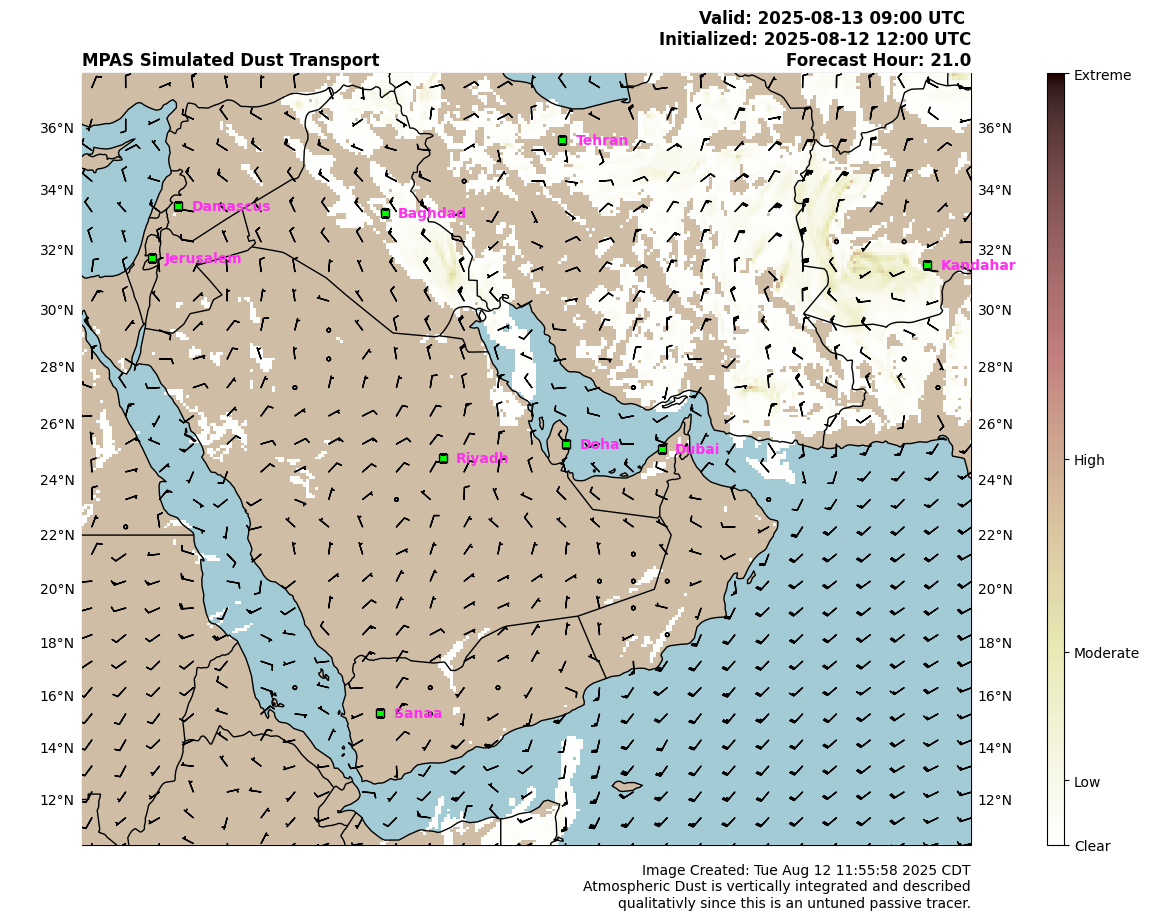 Valid: 2025-08-13 09:00 UTC
Initialized: 2025-08-12 12:00 UTC
MPAS Simulated Dust Transport
Forecast Hour: 21.0
36°N
34°N
32°N
30°N
28°N
26°N
24°N
22°N
20°N
18°N
16°N
14°N
12°N
Tehran
Damascus
Baghdad
Jerusalem
Kandahar
Doha
Dubai
Riyadh
Sanaa
36°N
34°N
32°N
30°N
28°N
26°N
24°N
22°N
20°N
18°N
16°N
14°N
12°N
Extreme
High
Moderate
Low
Clear
Image Created: Tue Aug 12 11:55:58 2025 CDT
Atmospheric Dust is vertically integrated and described
qualitativly since this is an untuned passive tracer.